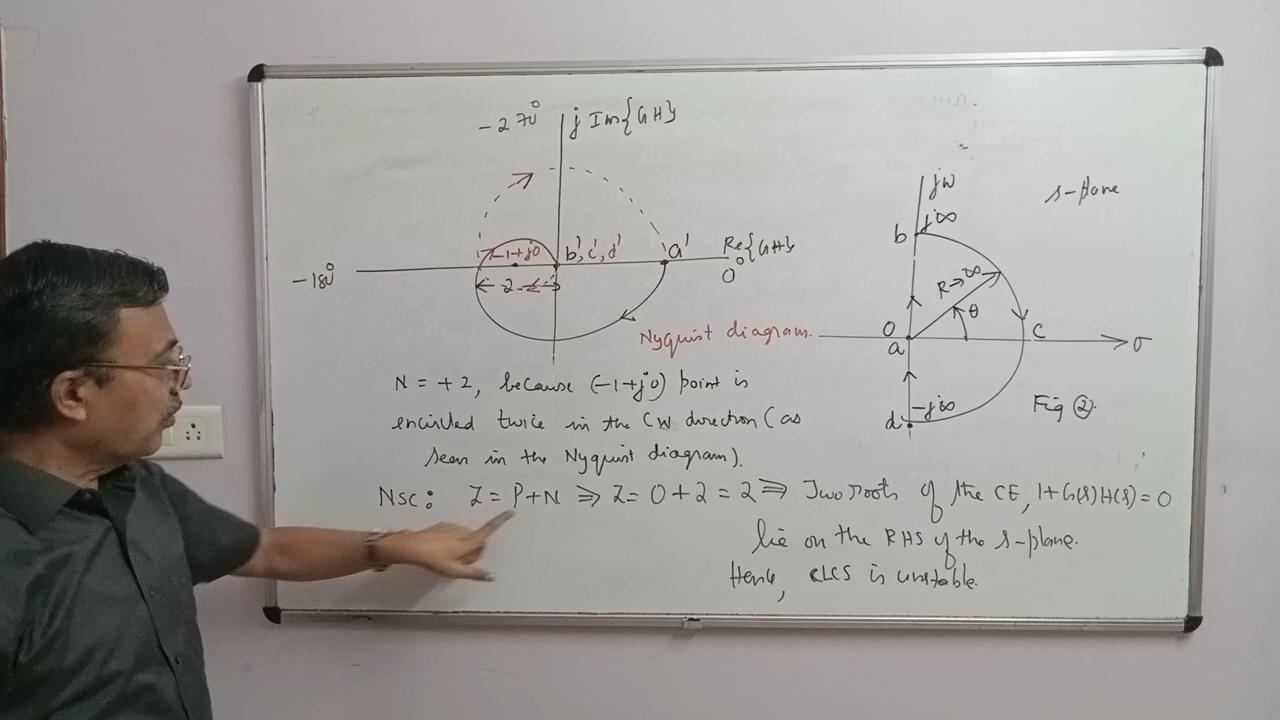 -270° j Im{GH}
-180°
-1+j0
b', c', d'
a'
Re{GH}
0°
2
Nyquist diagram.
N = +2, because (-1+j0) point is
encircled twice in the CW direction (as
seen in the Nyquist diagram).
NSC: Z = P+N ⇒ Z = 0+2 = 2 ⇒ Two roots of the CE, 1+G(s)H(s) = 0
lie on the RHS of the s-plane.
Hence, CLCS is unstable.
jω
s-plane
b
j∞
R→∞
θ
0
a
c
σ
d
-j∞
Fig ②.